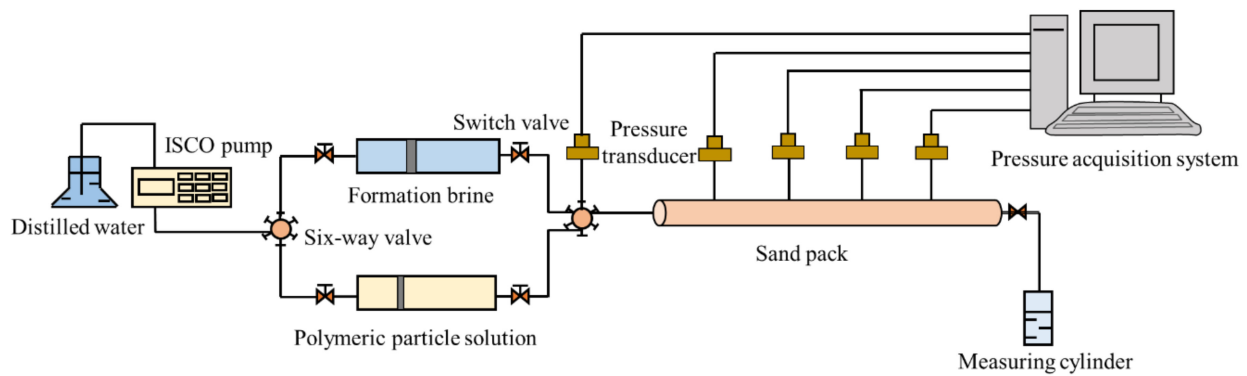 Switch valve
Pressure
transducer
ISCO pump
Pressure acquisition system
Formation brine
Distilled water
Six-way valve
Sand pack
Polymeric particle solution
Measuring cylinder